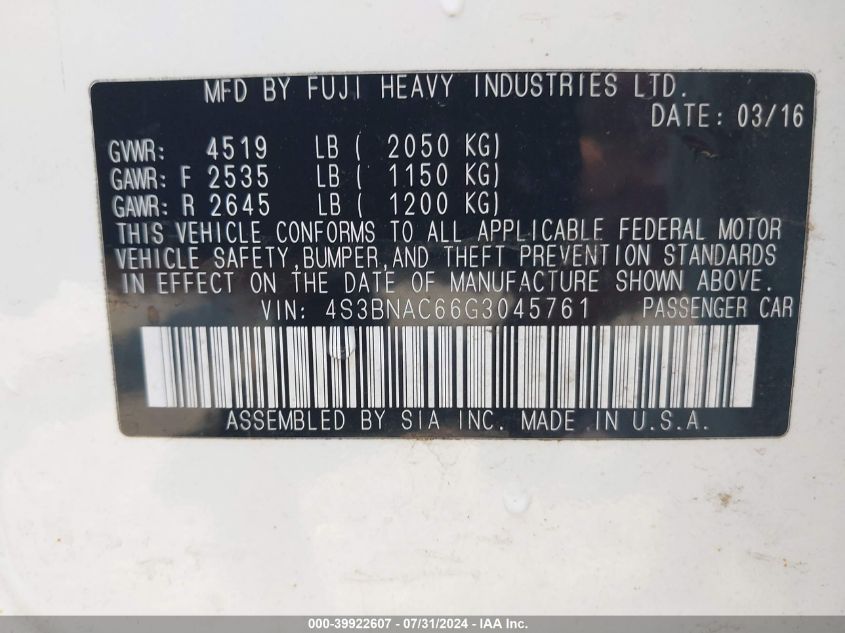 MFD BY FUJI HEAVY INDUSTRIES LTD.
DATE: 03/16
GVWR: 4519 LB ( 2050 KG)
GAWR: F 2535 LB ( 1150 KG)
GAWR: R 2645 LB ( 1200 KG)
THIS VEHICLE CONFORMS TO ALL APPLICABLE FEDERAL MOTOR
VEHICLE SAFETY,BUMPER,AND THEFT PREVENTION STANDARDS
IN EFFECT ON THE DATE OF MANUFACTURE SHOWN ABOVE.
VIN: 4S3BNAC66G3045761 PASSENGER CAR
ASSEMBLED BY SIA INC. MADE IN U.S.A.
000-39922607 - 07/31/2024 - IAA Inc.